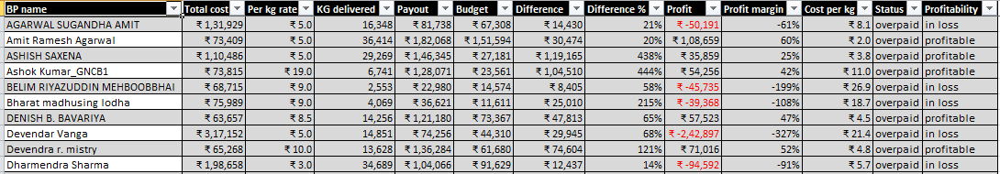 BP name Total cost Per kg rate KG delivered Payout Budget Difference Difference % Profit Profit margin Cost per kg Status Profitability
AGARWAL SUGANDHA AMIT ₹ 1,31,929 ₹ 5.0 16,348 ₹ 81,738 ₹ 67,308 ₹ 14,430 21% ₹ -50,191 -61% ₹ 8.1 overpaid in loss
Amit Ramesh Agarwal ₹ 73,409 ₹ 5.0 36,414 ₹ 1,82,068 ₹ 1,51,594 ₹ 30,474 20% ₹ 1,08,659 60% ₹ 2.0 overpaid profitable
ASHISH SAXENA ₹ 1,10,486 ₹ 5.0 29,269 ₹ 1,46,345 ₹ 27,181 ₹ 1,19,165 438% ₹ 35,859 25% ₹ 3.8 overpaid profitable
Ashok Kumar_GNCB1 ₹ 73,815 ₹ 19.0 6,741 ₹ 1,28,071 ₹ 23,561 ₹ 1,04,510 444% ₹ 54,256 42% ₹ 11.0 overpaid profitable
BELIM RIYAZUDDIN MEHBOOBBHAI ₹ 68,715 ₹ 9.0 2,553 ₹ 22,980 ₹ 14,574 ₹ 8,405 58% ₹ -45,735 -199% ₹ 26.9 overpaid in loss
Bharat madhusing lodha ₹ 75,989 ₹ 9.0 4,069 ₹ 36,621 ₹ 11,611 ₹ 25,010 215% ₹ -39,368 -108% ₹ 18.7 overpaid in loss
DENISH B. BAVARIYA ₹ 63,657 ₹ 8.5 14,256 ₹ 1,21,180 ₹ 73,367 ₹ 47,813 65% ₹ 57,523 47% ₹ 4.5 overpaid profitable
Devendar Vanga ₹ 3,17,152 ₹ 5.0 14,851 ₹ 74,256 ₹ 44,310 ₹ 29,945 68% ₹ -2,42,897 -327% ₹ 21.4 overpaid in loss
Devendra r. mistry ₹ 65,268 ₹ 10.0 13,628 ₹ 1,36,284 ₹ 61,680 ₹ 74,604 121% ₹ 71,016 52% ₹ 4.8 overpaid profitable
Dharmendra Sharma ₹ 1,98,658 ₹ 3.0 34,689 ₹ 1,04,066 ₹ 91,629 ₹ 12,437 14% ₹ -94,592 -91% ₹ 5.7 overpaid in loss